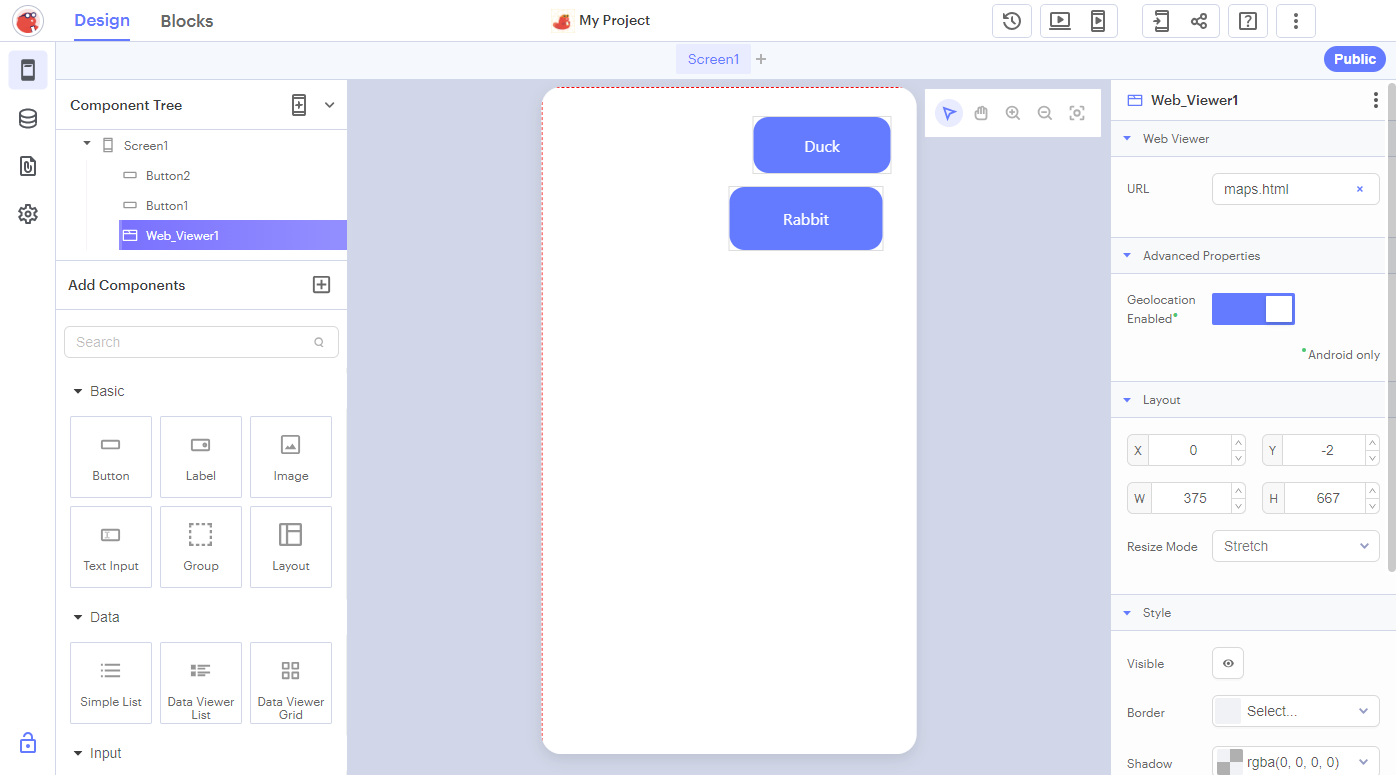 Design
Blocks
My Project
Screen1
Public
Component Tree
Screen1
Button2
Button1
Web_Viewer1
Add Components
Search
Basic
Button
Label
Image
Text Input
Group
Layout
Data
Simple List
Data Viewer
List
Data Viewer
Grid
Input
Duck
Rabbit
Web_Viewer1
Web Viewer
URL
maps.html
Advanced Properties
Geolocation
Enabled*
*Android only
Layout
X 0
Y -2
W 375
H 667
Resize Mode
Stretch
Style
Visible
Border
Select...
Shadow
rgba(0, 0, 0, 0)